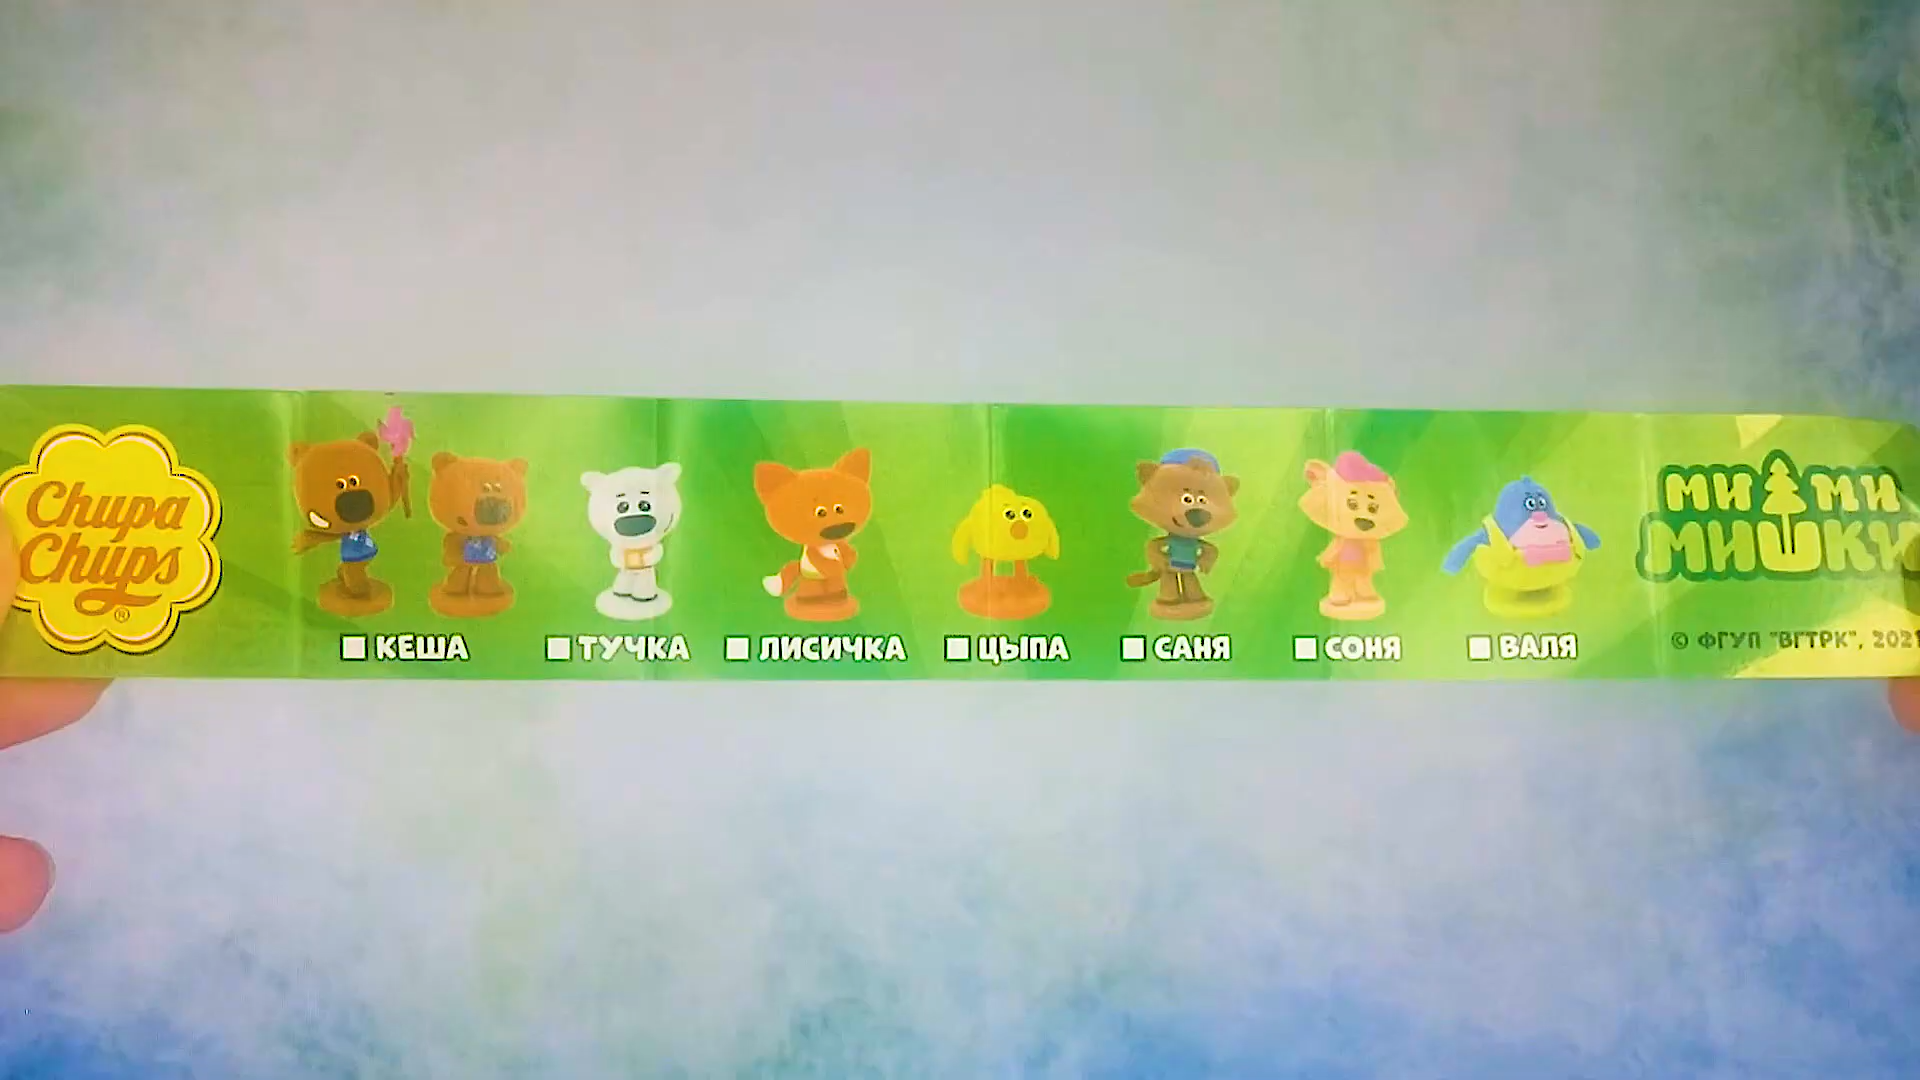 Chupa
Chups
®
КЕША
ТУЧКА
ЛИСИЧКА
ЦЫПА
САНЯ
СОНЯ
ВАЛЯ
МИ МИ
МИШКИ
© ФГУП "ВГТРК", 2021